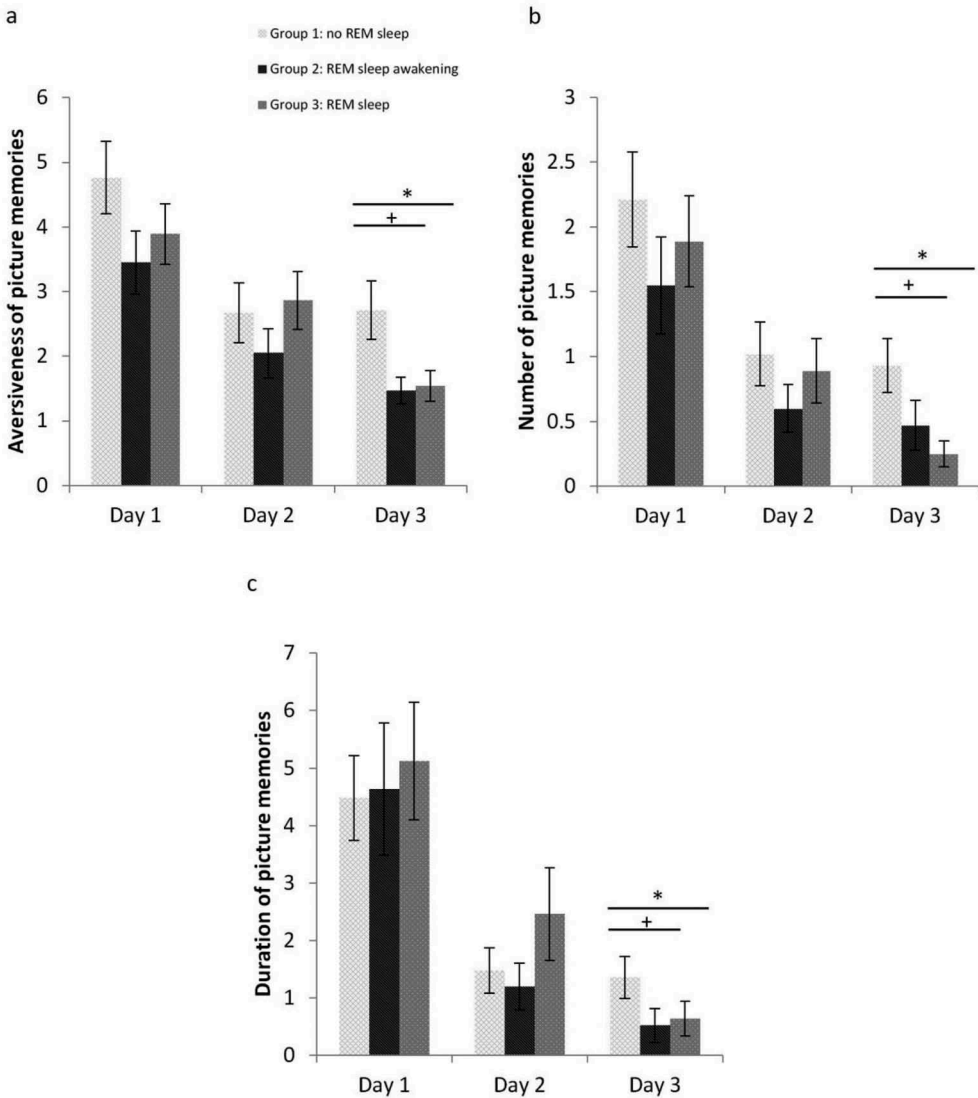 a
Group 1: no REM sleep
Group 2: REM sleep awakening
Group 3: REM sleep
Aversiveness of picture memories
6
5
4
3
2
1
0
*
+
Day 1 Day 2 Day 3
b
Number of picture memories
3
2.5
2
1.5
1
0.5
0
*
+
Day 1 Day 2 Day 3
c
Duration of picture memories
7
6
5
4
3
2
1
0
*
+
Day 1 Day 2 Day 3